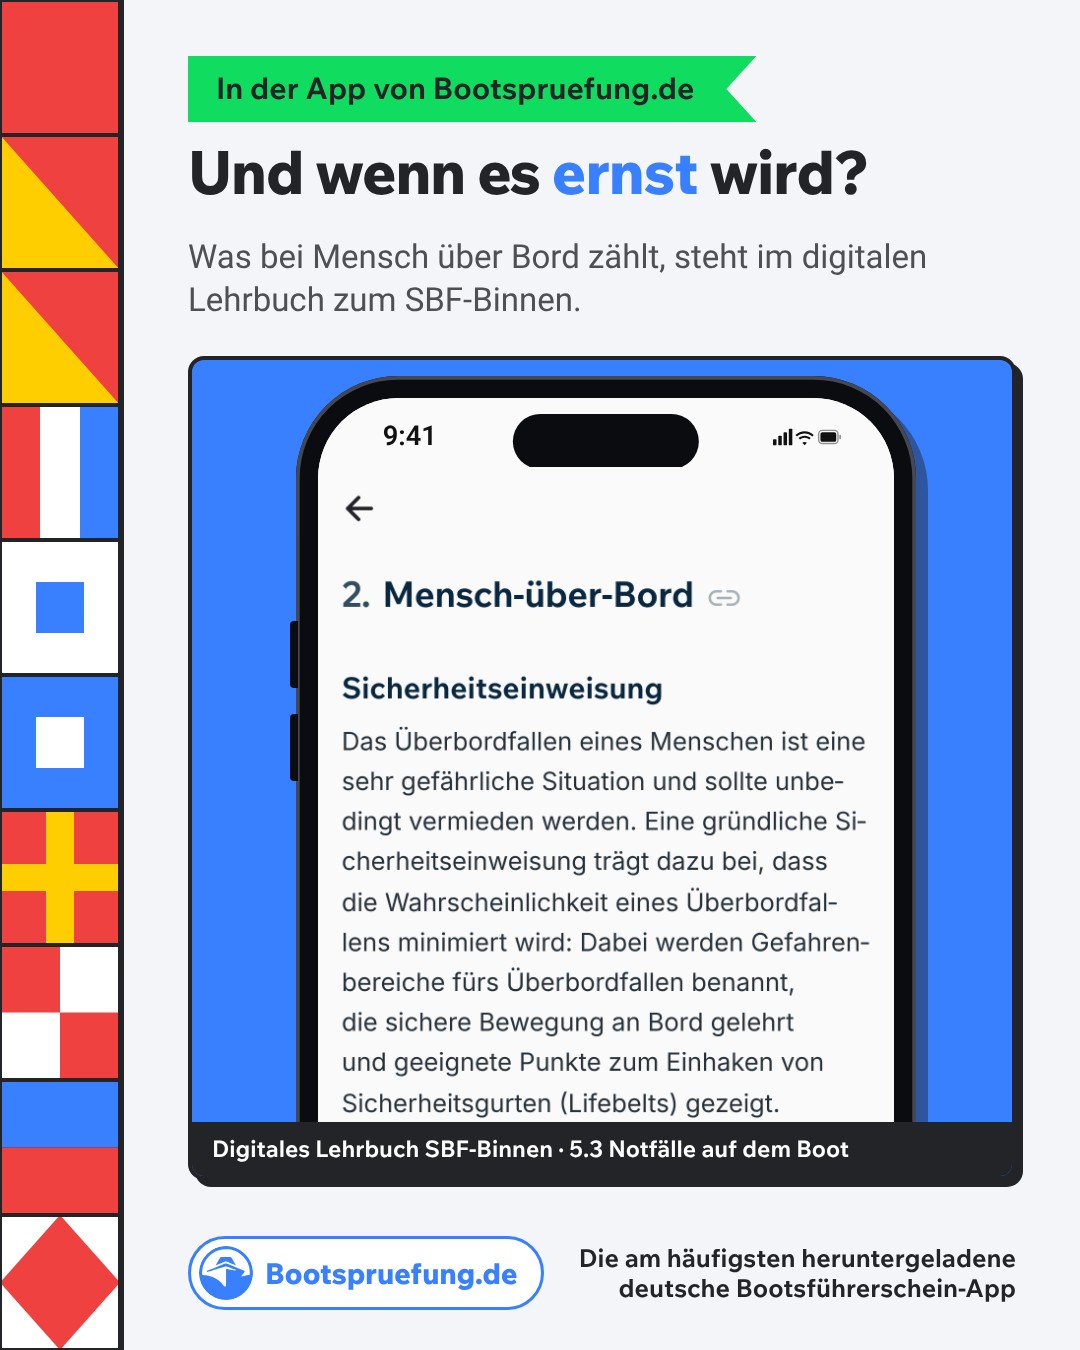 In der App von Bootspruefung.de
Und wenn es ernst wird?
Was bei Mensch über Bord zählt, steht im digitalen
Lehrbuch zum SBF-Binnen.
9:41
2. Mensch-über-Bord
Sicherheitseinweisung
Das Überbordfallen eines Menschen ist eine
sehr gefährliche Situation und sollte unbe-
dingt vermieden werden. Eine gründliche Si-
cherheitseinweisung trägt dazu bei, dass
die Wahrscheinlichkeit eines Überbordfal-
lens minimiert wird: Dabei werden Gefahren-
bereiche fürs Überbordfallen benannt,
die sichere Bewegung an Bord gelehrt
und geeignete Punkte zum Einhaken von
Sicherheitsgurten (Lifebelts) gezeigt.
Digitales Lehrbuch SBF-Binnen · 5.3 Notfälle auf dem Boot
Bootspruefung.de
Die am häufigsten heruntergeladene
deutsche Bootsführerschein-App